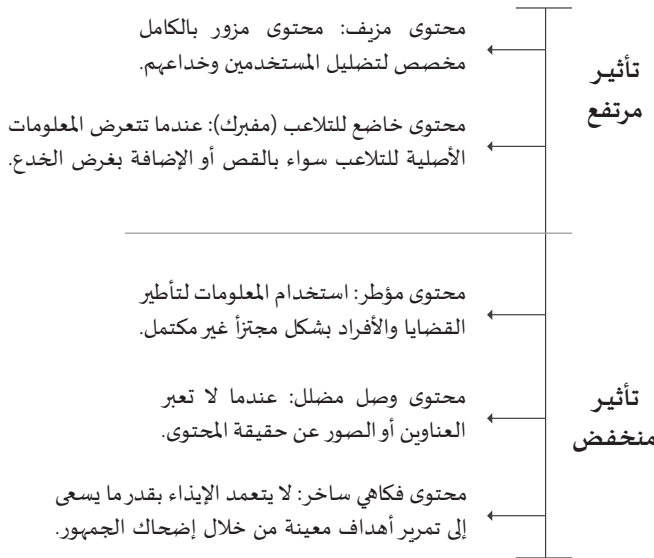 تأثير
مرتفع
محتوى مزيف: محتوى مزور بالكامل
مخصص لتضليل المستخدمين وخداعهم.
محتوى خاضع للتلاعب (مفبرك): عندما تتعرض المعلومات
الأصلية للتلاعب سواء بالقص أو الإضافة بغرض الخدع.
تأثير
منخفض
محتوى مؤطر: استخدام المعلومات لتأطير
القضايا والأفراد بشكل مجتزأ غير مكتمل.
محتوى وصل مضلل: عندما لا تعبر
العناوين أو الصور عن حقيقة المحتوى.
محتوى فكاهي ساخر: لا يتعمد الإيذاء بقدر ما يسعى
إلى تمرير أهداف معينة من خلال إضحاك الجمهور.